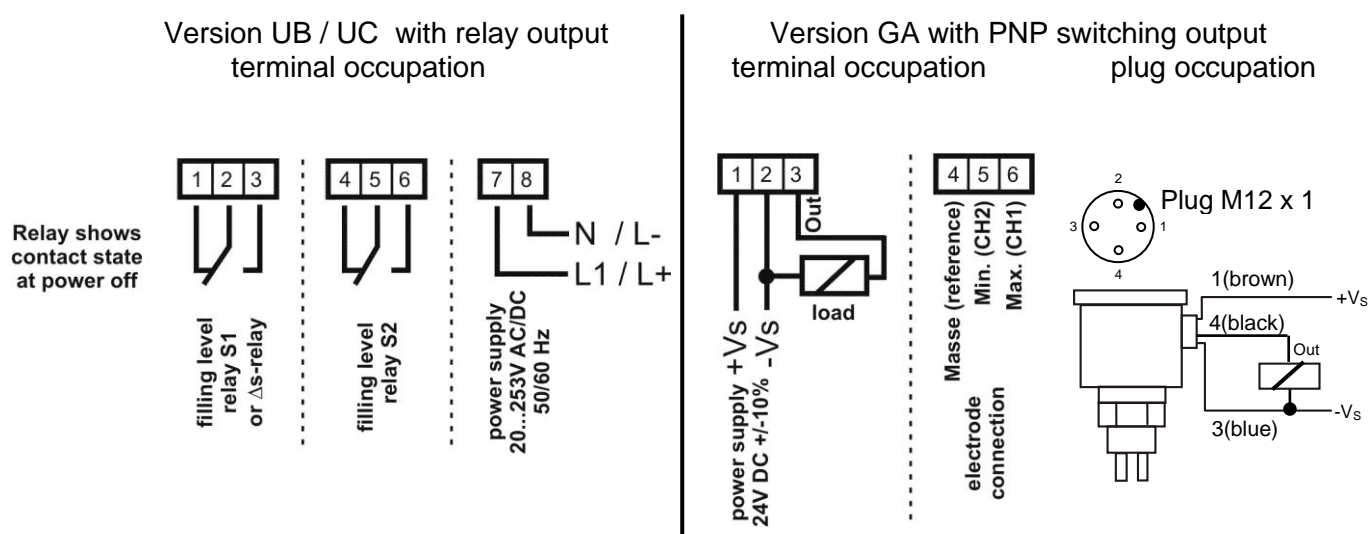 Version UB / UC with relay output
terminal occupation
1 2 3
4 5 6
7 8
Relay shows
contact state
at power off
N / L-
L1 / L+
filling level
relay S1
or Δs-relay
filling level
relay S2
power supply
20...253V AC/DC
50/60 Hz
Version GA with PNP switching output
terminal occupation
plug occupation
1 2 3
Out
load
+Vs
-Vs
power supply
24V DC +/-10%
4 5 6
Masse (reference)
Min. (CH2)
Max. (CH1)
electrode
connection
2
Plug M12 x 1
3
1
4
1(brown)
+Vs
4(black)
Out
-Vs
3(blue)